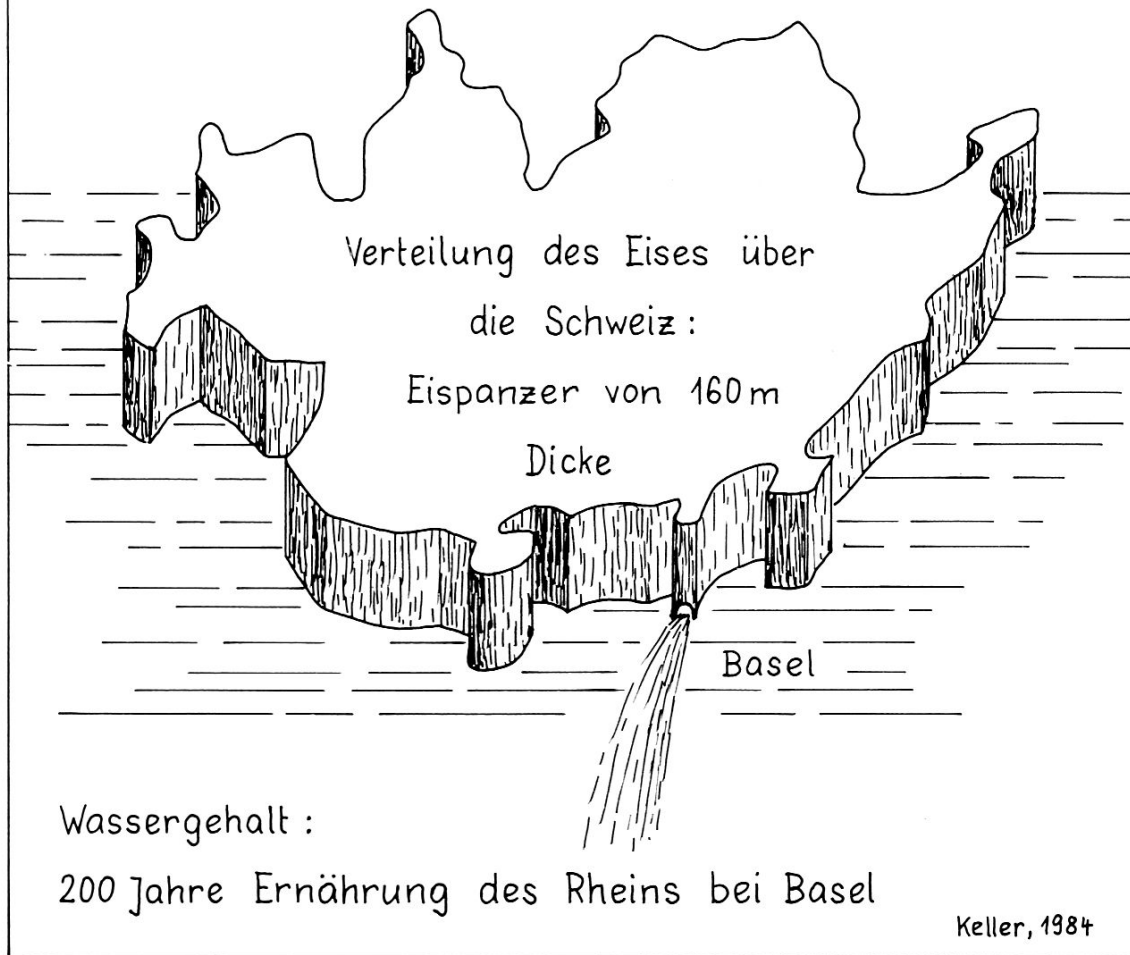 Verteilung des Eises über
die Schweiz:
Eispanzer von 160 m
Dicke
Basel
Wassergehalt:
200 Jahre Ernährung des Rheins bei Basel
Keller, 1984